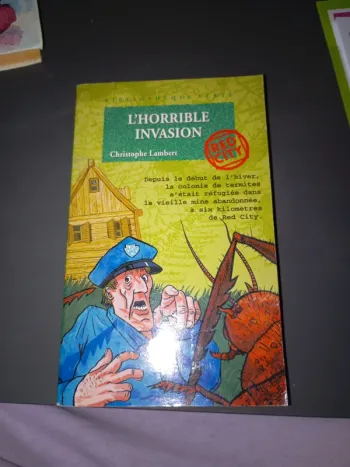 BIBLIOTHÈQUE VERTE
L'HORRIBLE
INVASION
Christophe Lambert
RED
CITY
Depuis le début de l'hiver,
la colonie de termites
s'était réfugiée dans
la vieille mine abandonnée,
à six kilomètres
de Red City.